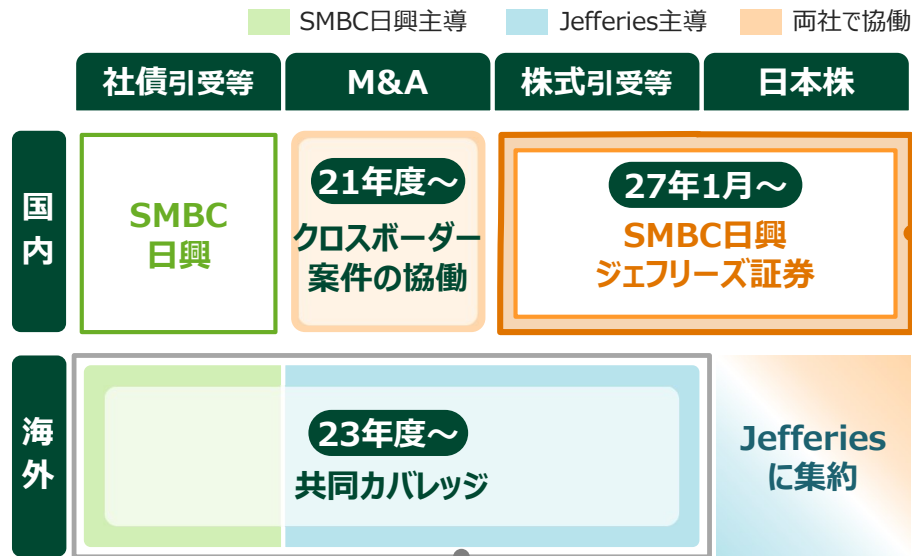 SMBC日興主導 Jefferies主導 両社で協働
社債引受等 M&A 株式引受等 日本株
国内
SMBC
日興
21年度～
クロスボーダー
案件の協働
27年1月～
SMBC日興
ジェフリーズ証券
海外
23年度～
共同カバレッジ
Jefferies
に集約